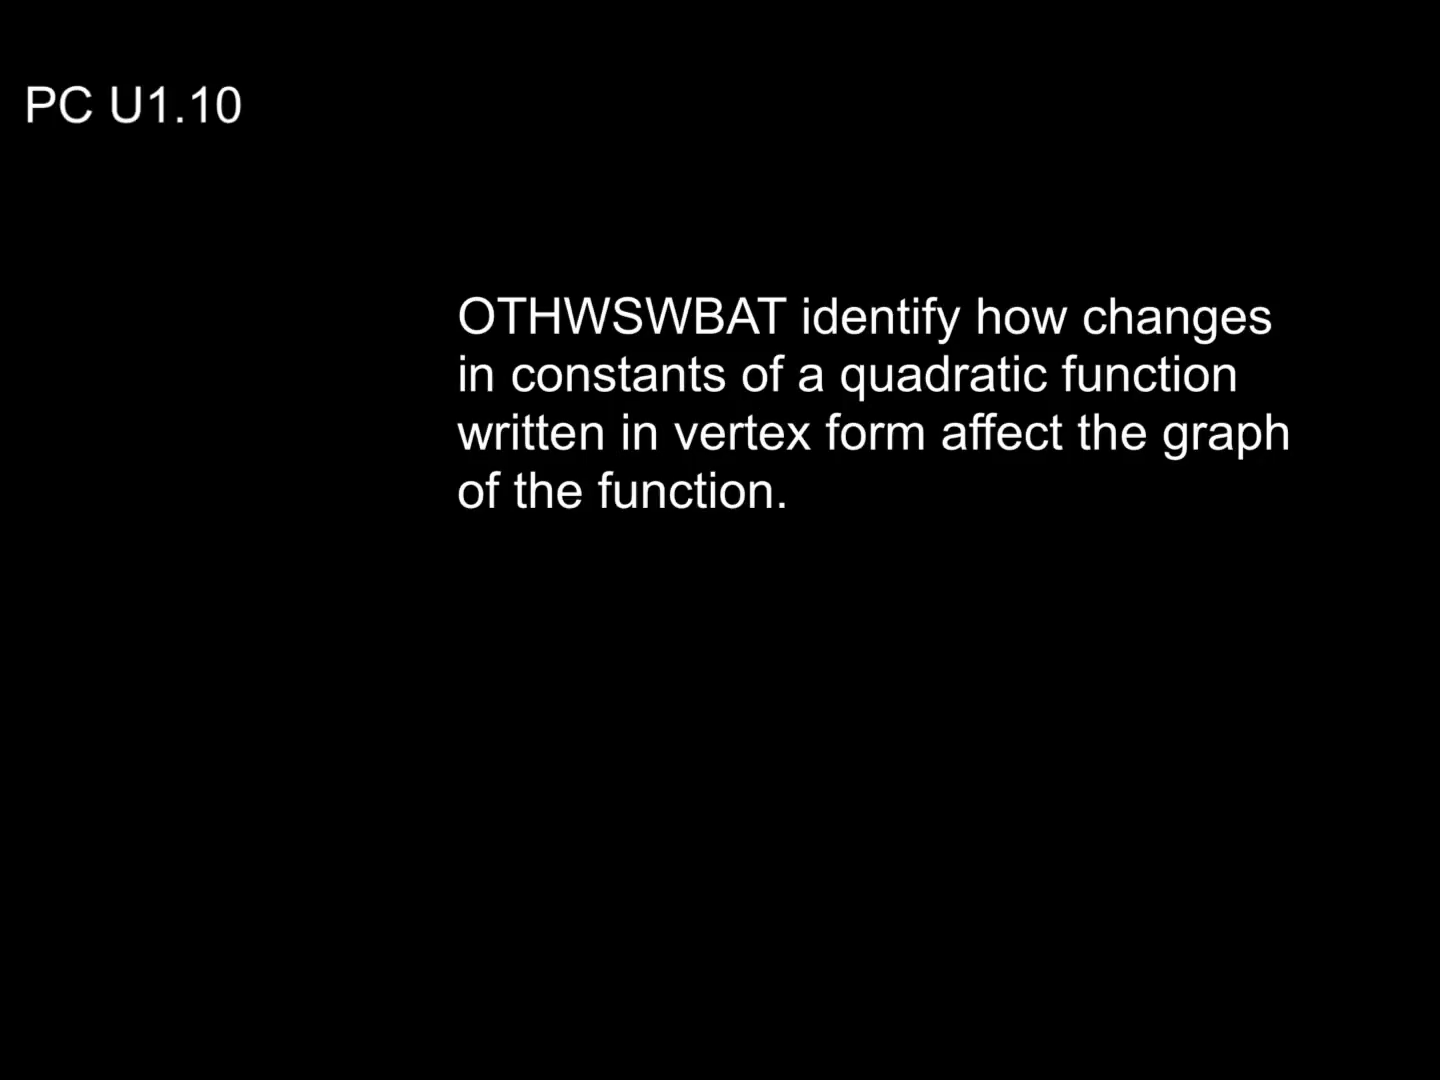 PC U1.10
OTHWSWBAT identify how changes
in constants of a quadratic function
written in vertex form affect the graph
of the function.